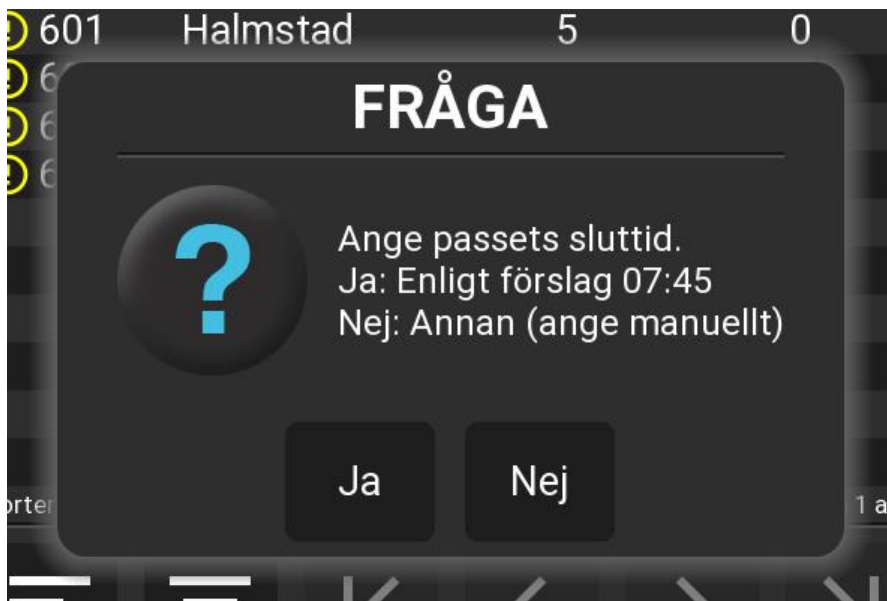 601 Halmstad 5 0
FRÅGA
?
Ange passets sluttid.
Ja: Enligt förslag 07:45
Nej: Annan (ange manuellt)
Ja Nej
1